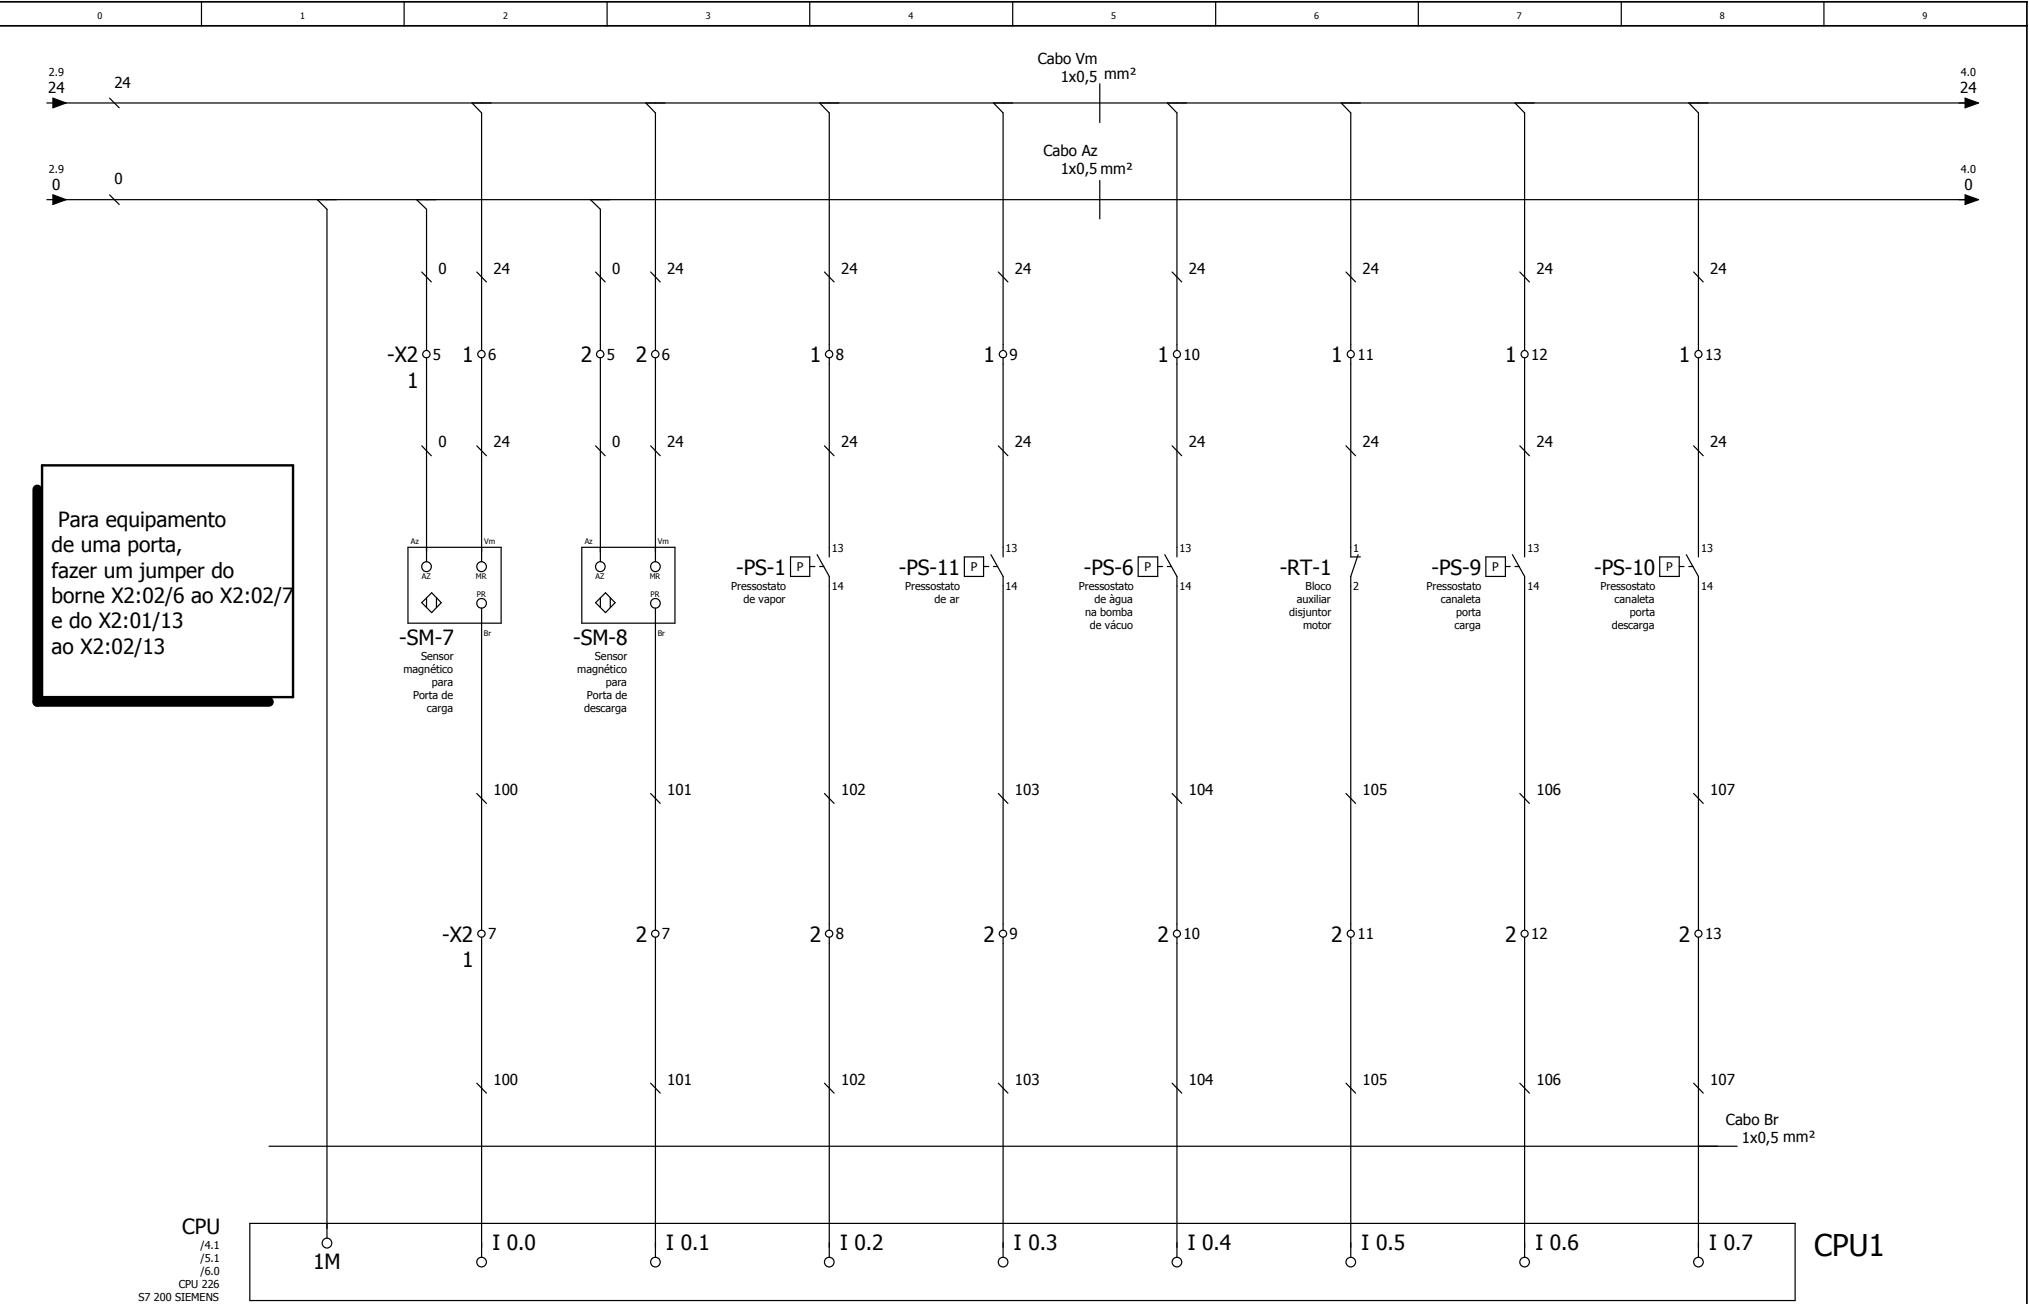 0 1 2 3 4 5 6 7 8 9
Cabo Vm
1x0,5 mm²
2.9
24
24
4.0
24
Cabo Az
1x0,5 mm²
2.9
0
0
4.0
0
0 24 0 24 24 24 24 24 24 24
-X2 5 1 6 2 5 2 6 1 8 1 9 1 10 1 11 1 12 1 13
1
0 24 0 24 24 24 24 24 24 24
Para equipamento
de uma porta,
fazer um jumper do
borne X2:02/6 ao X2:02/7
e do X2:01/13
ao X2:02/13
Az Vm
AZ MR
PR
Br
-SM-7
Sensor
magnético
para
Porta de
carga
Az Vm
AZ MR
PR
Br
-SM-8
Sensor
magnético
para
Porta de
descarga
13
-PS-1 P
14
Pressostato
de vapor
13
-PS-11 P
14
Pressostato
de ar
13
-PS-6 P
14
Pressostato
de àgua
na bomba
de vácuo
1
-RT-1
2
Bloco
auxiliar
disjuntor
motor
13
-PS-9 P
14
Pressostato
canaleta
porta
carga
13
-PS-10 P
14
Pressostato
canaleta
porta
descarga
100 101 102 103 104 105 106 107
-X2 7 2 7 2 8 2 9 2 10 2 11 2 12 2 13
1
100 101 102 103 104 105 106 107
Cabo Br
1x0,5 mm²
CPU
/4.1
/5.1
/6.0
CPU 226
S7 200 SIEMENS
1M I 0.0 I 0.1 I 0.2 I 0.3 I 0.4 I 0.5 I 0.6 I 0.7
CPU1